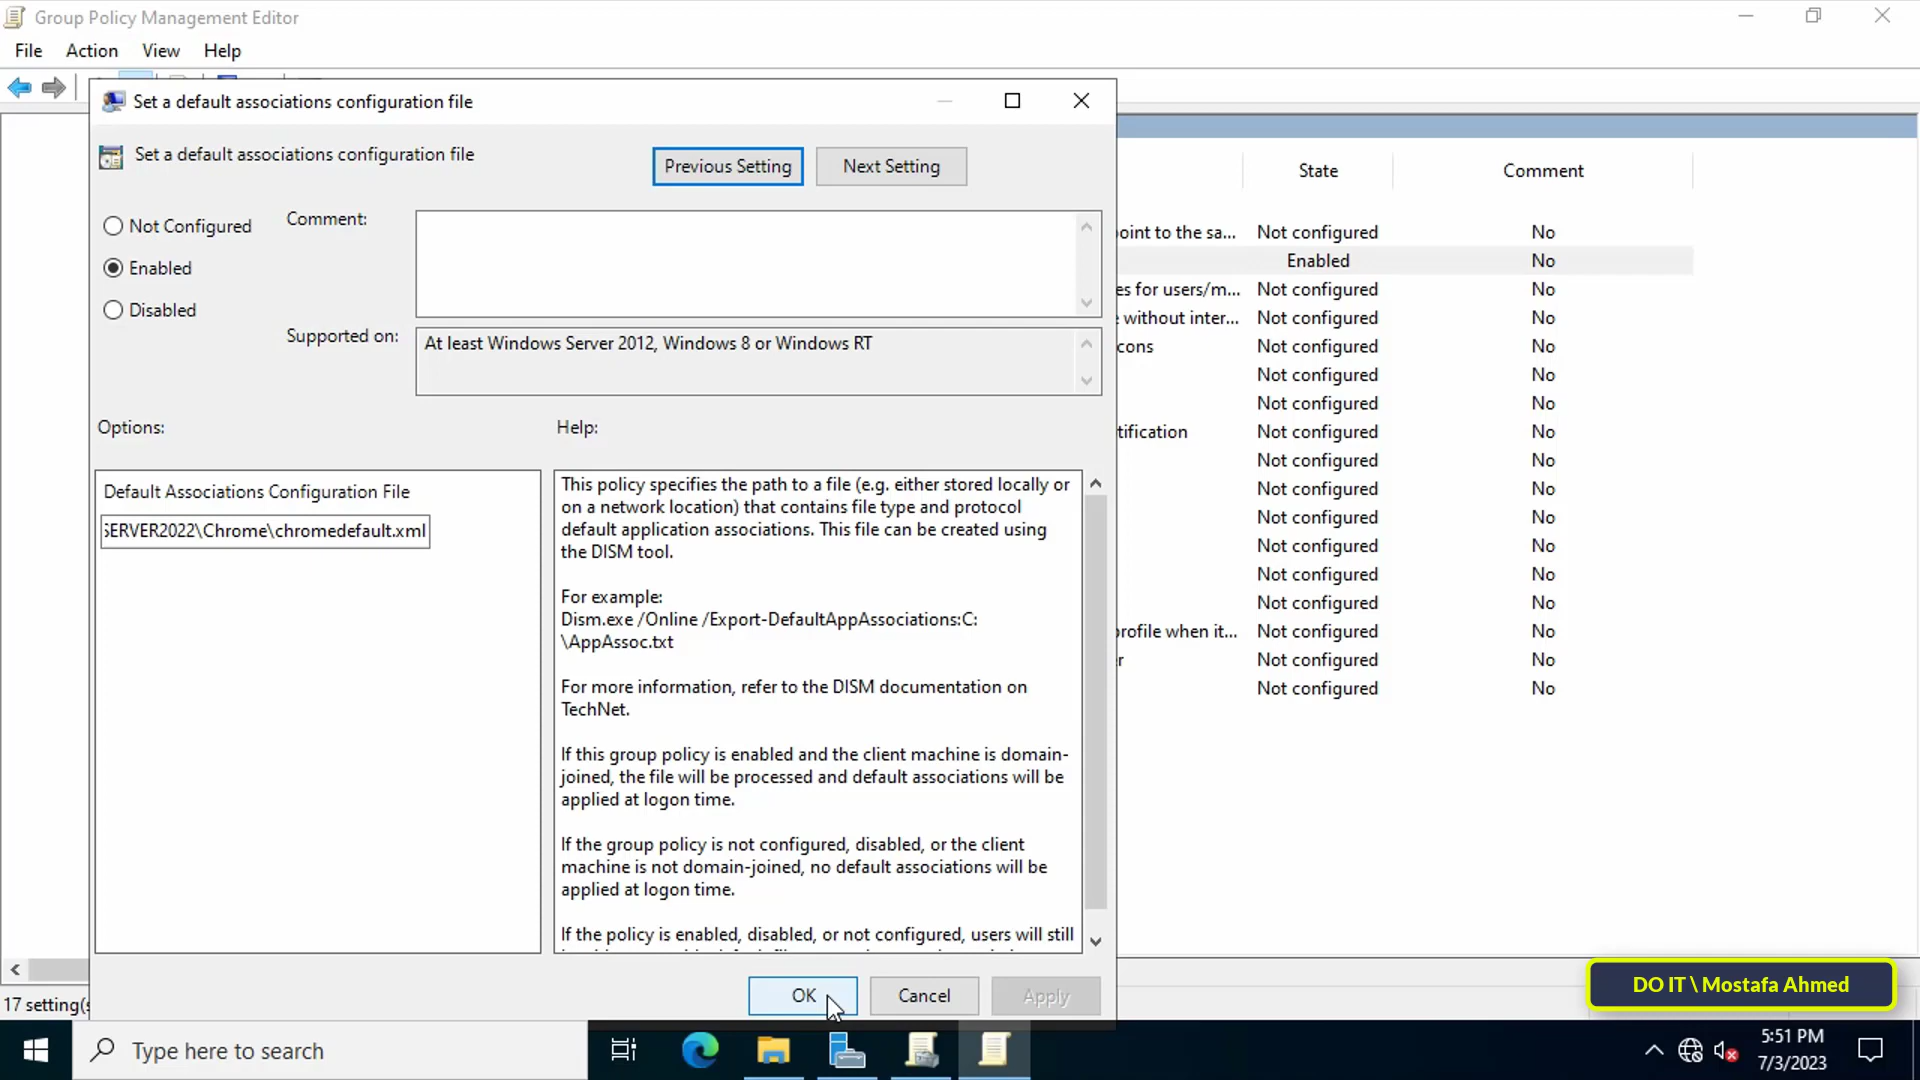 Group Policy Management Editor
File Action View Help
Set a default associations configuration file
Set a default associations configuration file
Previous Setting
Next Setting
Not Configured
Enabled
Disabled
Comment:
Supported on:
At least Windows Server 2012, Windows 8 or Windows RT
Options:
Help:
Default Associations Configuration File
SERVER2022\Chrome\chromedefault.xml
This policy specifies the path to a file (e.g. either stored locally or
on a network location) that contains file type and protocol
default application associations. This file can be created using
the DISM tool.
For example:
Dism.exe /Online /Export-DefaultAppAssociations:C:
\AppAssoc.txt
For more information, refer to the DISM documentation on
TechNet.
If this group policy is enabled and the client machine is domain-
joined, the file will be processed and default associations will be
applied at logon time.
If the group policy is not configured, disabled, or the client
machine is not domain-joined, no default associations will be
applied at logon time.
If the policy is enabled, disabled, or not configured, users will still
OK
Cancel
Apply
State Comment
point to the sa... Not configured No
Enabled No
es for users/m... Not configured No
without inter... Not configured No
cons Not configured No
Not configured No
Not configured No
tification Not configured No
Not configured No
Not configured No
Not configured No
Not configured No
Not configured No
Not configured No
profile when it... Not configured No
r Not configured No
Not configured No
17 setting(s
DO IT \ Mostafa Ahmed
Type here to search
5:51 PM
7/3/2023